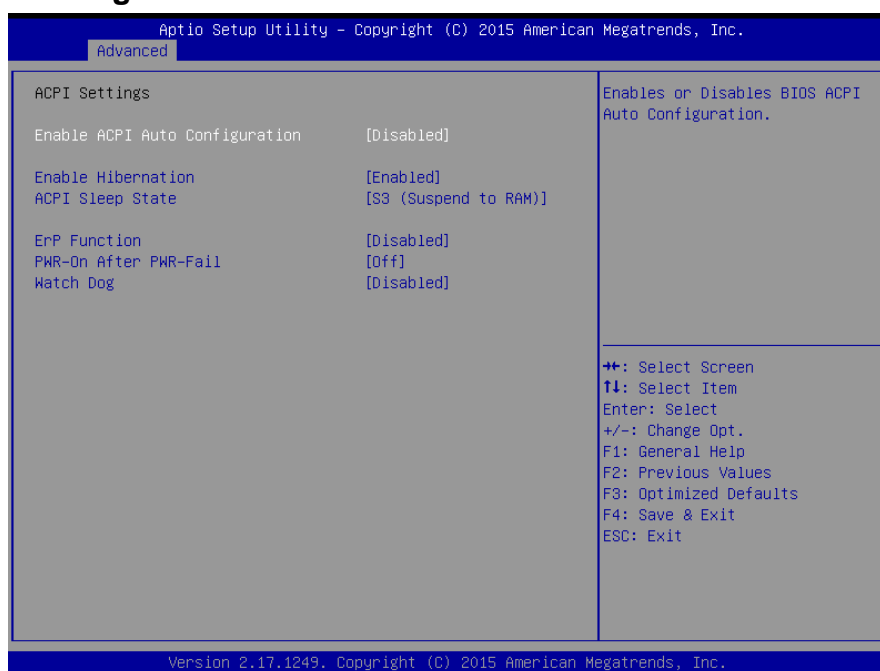 Aptio Setup Utility – Copyright (C) 2015 American Megatrends, Inc.
Advanced
ACPI Settings
Enable ACPI Auto Configuration [Disabled]
Enable Hibernation [Enabled]
ACPI Sleep State [S3 (Suspend to RAM)]
ErP Function [Disabled]
PWR-On After PWR-Fail [Off]
Watch Dog [Disabled]
Enables or Disables BIOS ACPI
Auto Configuration.
→←: Select Screen
↑↓: Select Item
Enter: Select
+/-: Change Opt.
F1: General Help
F2: Previous Values
F3: Optimized Defaults
F4: Save & Exit
ESC: Exit
Version 2.17.1249. Copyright (C) 2015 American Megatrends, Inc.